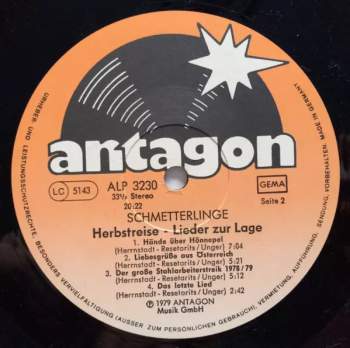 antagon
LC 5143
ALP 3230
33⅓ Stereo
20:22
GEMA
Seite 2
SCHMETTERLINGE
Herbstreise - Lieder zur Lage
1. Hände über Hönnepel
(Herrnstadt-Resetarits/Unger) 7:04
2. Liebesgrüße aus Österreich
(Herrnstadt-Resetarits/Unger) 5:21
3. Der große Stahlarbeiterstreik 1978/79
(Herrnstadt-Resetarits/Unger) 5:12
4. Das letzte Lied
(Herrnstadt-Resetarits/Unger) 2:42
Ⓟ 1979 ANTAGON
Musik GmbH
URHEBER- UND LEISTUNGSSCHUTZRECHTE, BESONDERS VERVIELFÄLTIGUNG (AUSSER ZUM PERSÖNLICHEN GEBRAUCH), VERMIETUNG, AUFFÜHRUNG, SENDUNG, VORBEHALTEN. MADE IN GERMANY